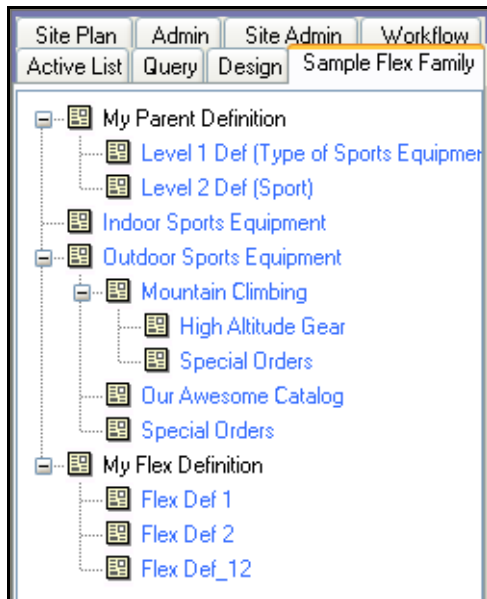 Site Plan Admin Site Admin Workflow
Active List Query Design Sample Flex Family
My Parent Definition
Level 1 Def (Type of Sports Equipmer
Level 2 Def (Sport)
Indoor Sports Equipment
Outdoor Sports Equipment
Mountain Climbing
High Altitude Gear
Special Orders
Our Awesome Catalog
Special Orders
My Flex Definition
Flex Def 1
Flex Def 2
Flex Def_12